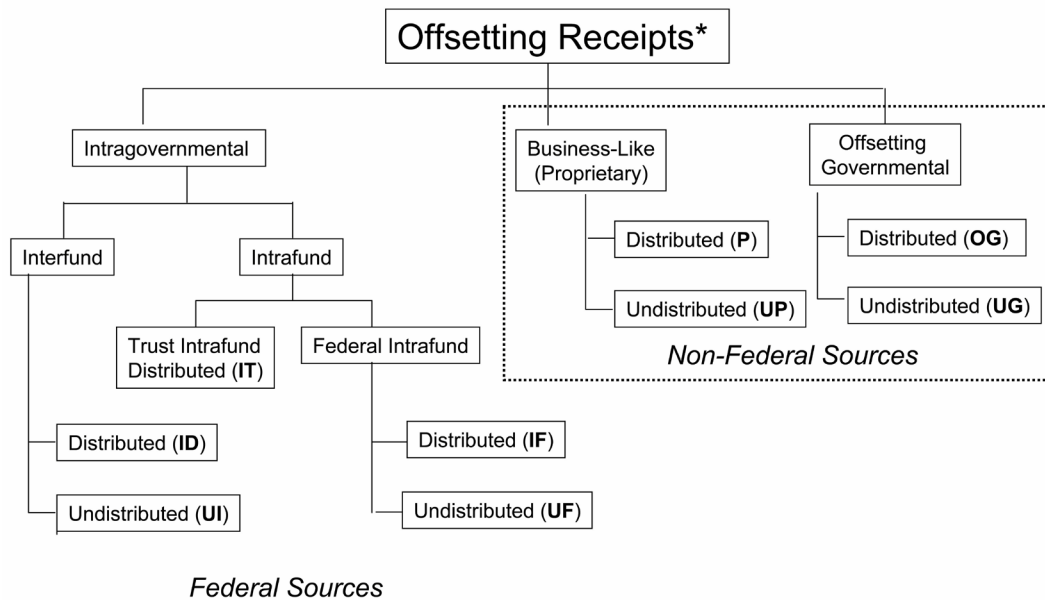 Offsetting Receipts*
Intragovernmental
Business-Like
(Proprietary)
Offsetting
Governmental
Interfund
Intrafund
Distributed (P)
Distributed (OG)
Undistributed (UP)
Undistributed (UG)
Trust Intrafund
Distributed (IT)
Federal Intrafund
Non-Federal Sources
Distributed (ID)
Distributed (IF)
Undistributed (UI)
Undistributed (UF)
Federal Sources